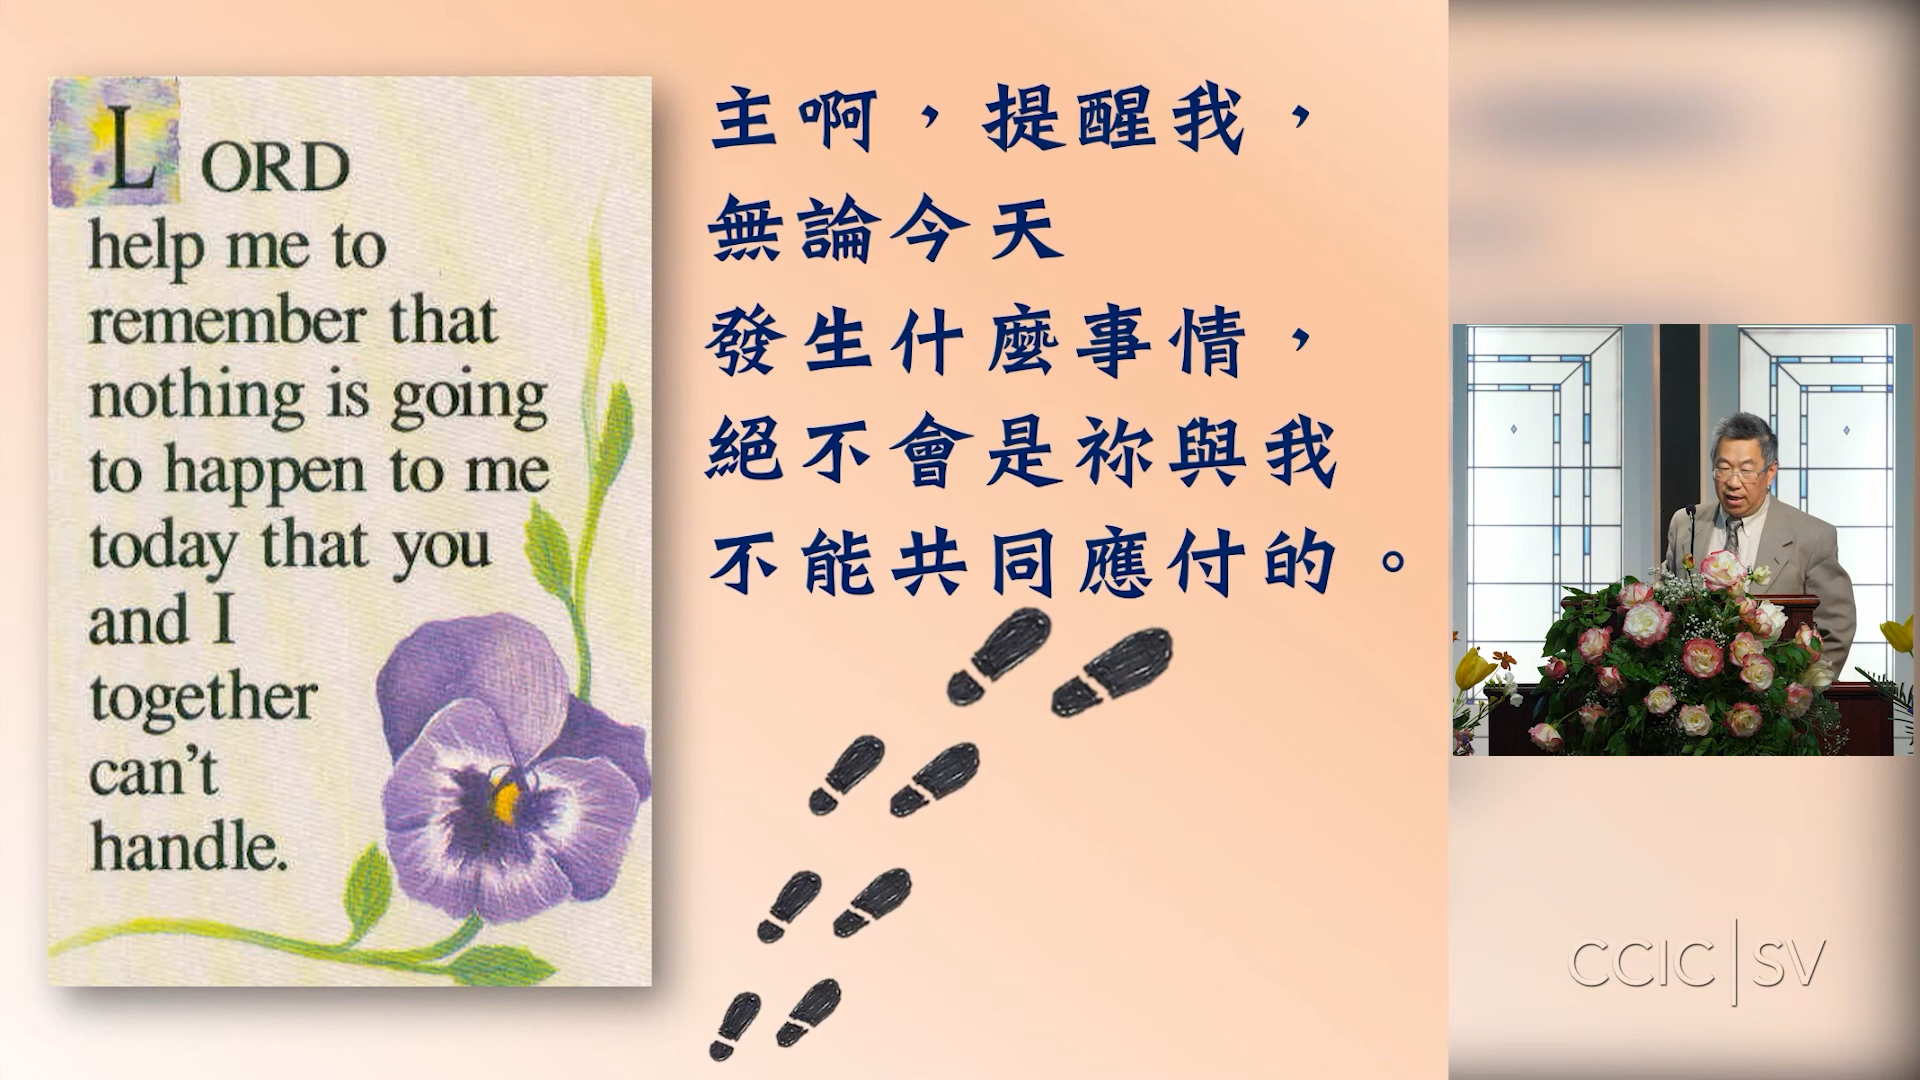 LORD
help me to
remember that
nothing is going
to happen to me
today that you
and I
together
can't
handle.
主啊，提醒我，
無論今天
發生什麼事情，
絕不會是祢與我
不能共同應付的。
CCIC|SV